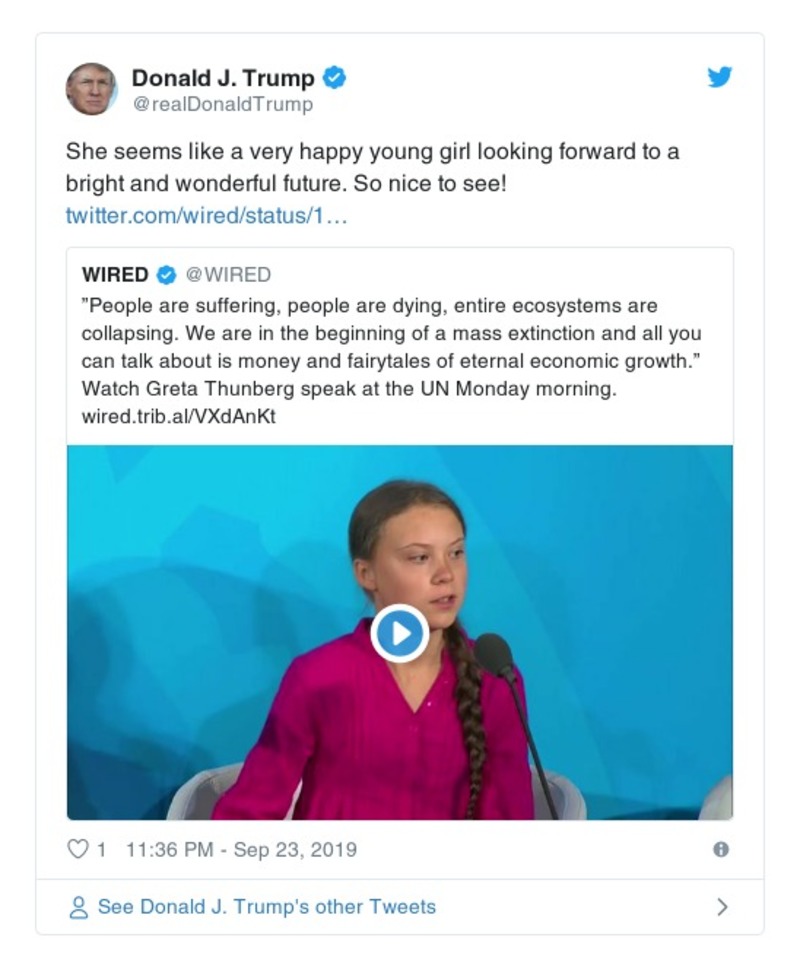 Donald J. Trump
@realDonaldTrump
She seems like a very happy young girl looking forward to a
bright and wonderful future. So nice to see!
twitter.com/wired/status/1…
WIRED @WIRED
"People are suffering, people are dying, entire ecosystems are
collapsing. We are in the beginning of a mass extinction and all you
can talk about is money and fairytales of eternal economic growth."
Watch Greta Thunberg speak at the UN Monday morning.
wired.trib.al/VXdAnKt
1 11:36 PM - Sep 23, 2019
See Donald J. Trump's other Tweets